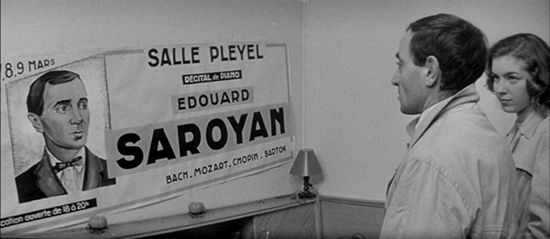 7, 8, 9 MARS
SALLE PLEYEL
RÉCITAL de PIANO
EDOUARD
SAROYAN
BACH. MOZART. CHOPIN. BARTOK
cation ouverte de 18 à 20h